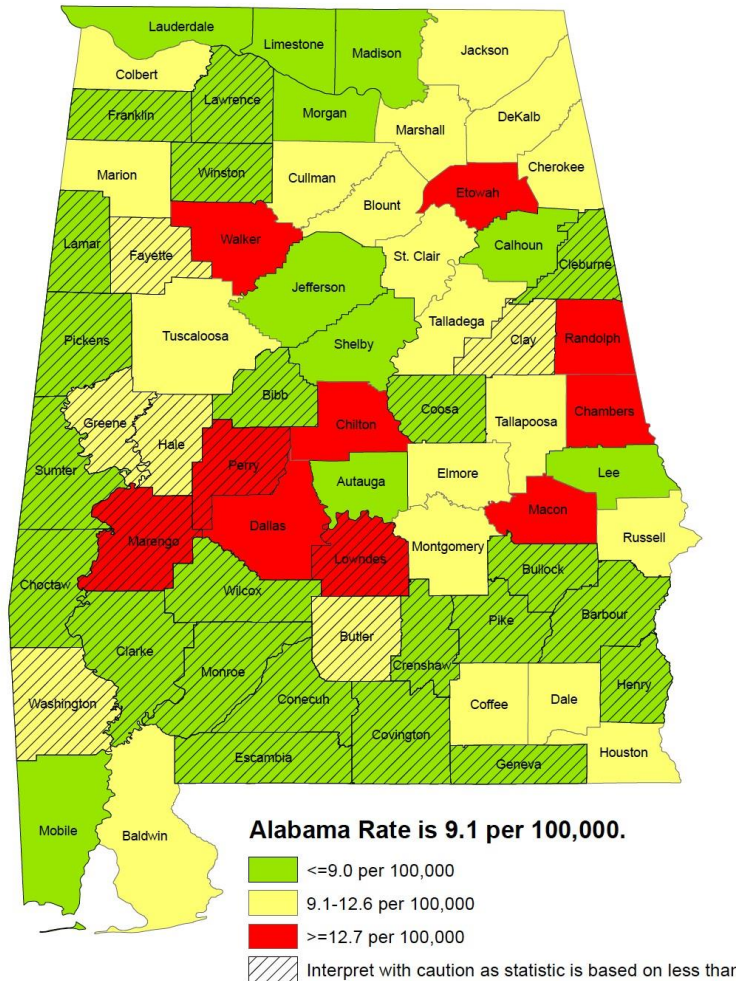 Lauderdale
Limestone
Madison
Jackson
Colbert
Franklin
Lawrence
Morgan
Marshall
DeKalb
Cherokee
Marion
Winston
Cullman
Blount
Etowah
Lamar
Fayette
Walker
St. Clair
Calhoun
Cleburne
Jefferson
Pickens
Tuscaloosa
Shelby
Talladega
Clay
Randolph
Greene
Hale
Bibb
Chilton
Coosa
Tallapoosa
Chambers
Sumter
Perry
Autauga
Elmore
Lee
Marengo
Dallas
Lowndes
Montgomery
Macon
Russell
Choctaw
Wilcox
Bullock
Clarke
Monroe
Butler
Crenshaw
Pike
Barbour
Washington
Conecuh
Covington
Coffee
Dale
Henry
Escambia
Geneva
Houston
Mobile
Baldwin
Alabama Rate is 9.1 per 100,000.
<=9.0 per 100,000
9.1-12.6 per 100,000
>=12.7 per 100,000
Interpret with caution as statistic is based on less than